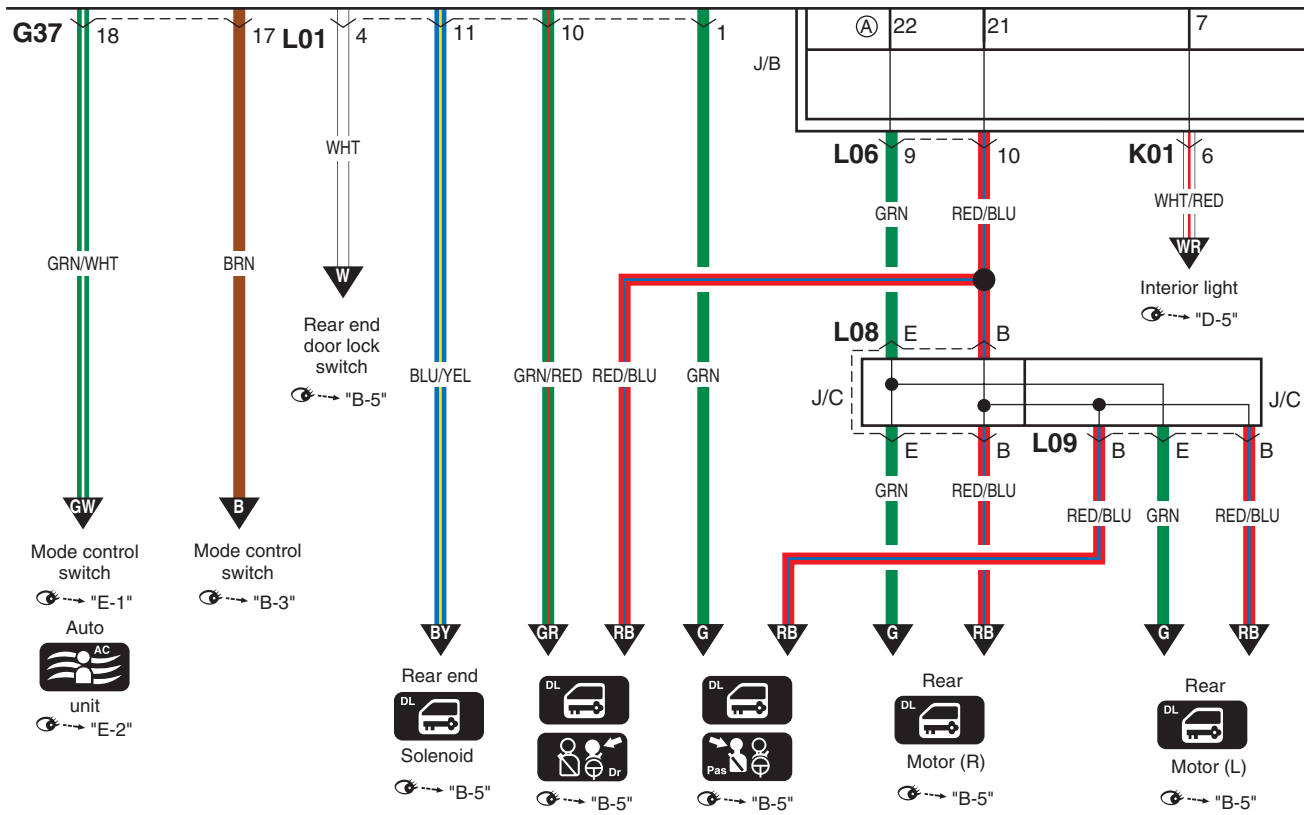 G37 18 17 L01 4 11 10 1
J/B A 22 21 7
L06 9 10 K01 6
WHT
GRN RED/BLU WHT/RED
WR
Interior light
"D-5"
GRN/WHT BRN
W
Rear end
door lock
switch
"B-5"
L08 E B
BLU/YEL GRN/RED RED/BLU GRN
J/C J/C
E B L09 B E B
GRN RED/BLU
RED/BLU GRN RED/BLU
GW B
Mode control
switch
"E-1"
Mode control
switch
"B-3"
Auto
AC
unit
"E-2"
BY GR RB G RB G RB G RB
Rear end
DL
Solenoid
"B-5"
DL
Dr
"B-5"
DL
Pas
"B-5"
Rear
DL
Motor (R)
"B-5"
Rear
DL
Motor (L)
"B-5"